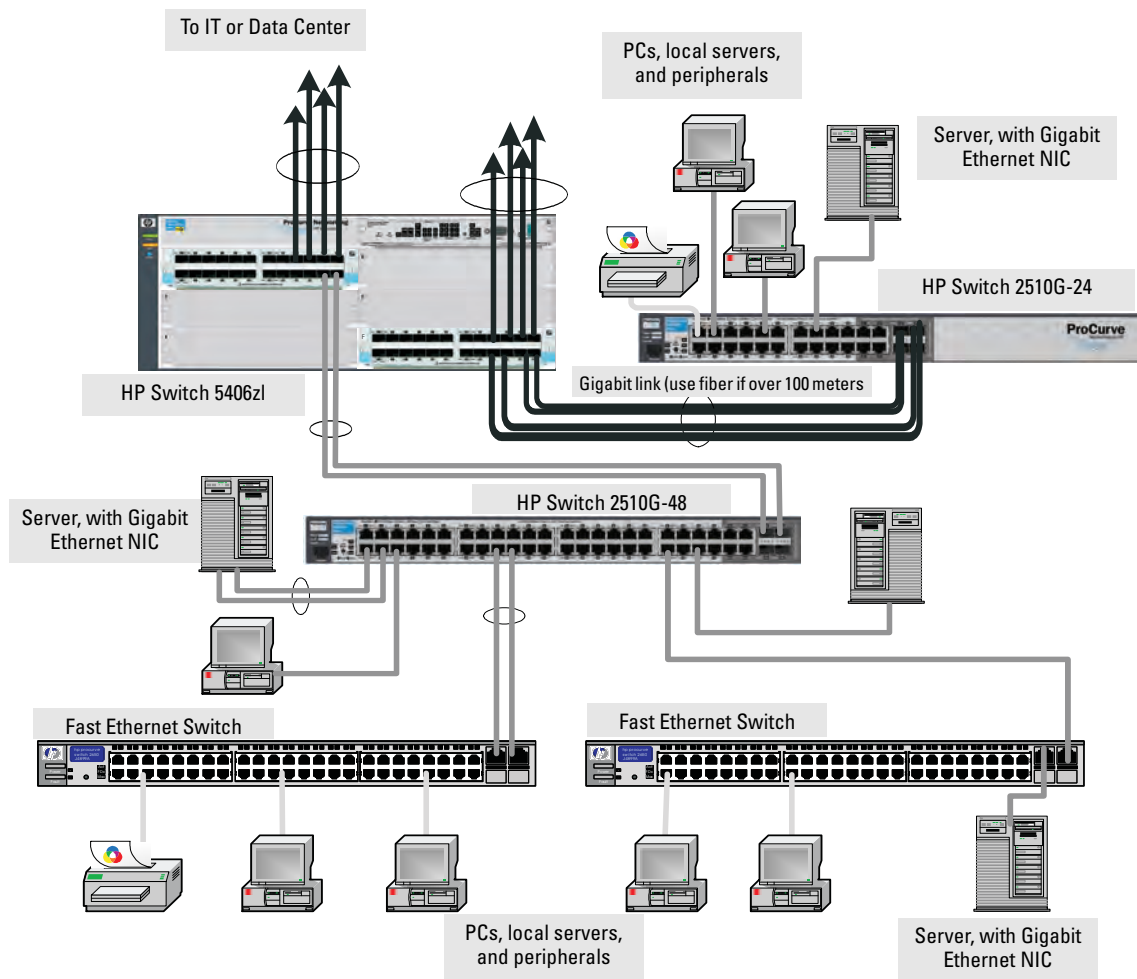 To IT or Data Center
PCs, local servers,
and peripherals
Server, with Gigabit
Ethernet NIC
HP Switch 2510G-24
ProCurve
HP Switch 5406zl
Gigabit link (use fiber if over 100 meters
HP Switch 2510G-48
Server, with Gigabit
Ethernet NIC
Fast Ethernet Switch
Fast Ethernet Switch
PCs, local servers,
and peripherals
Server, with Gigabit
Ethernet NIC